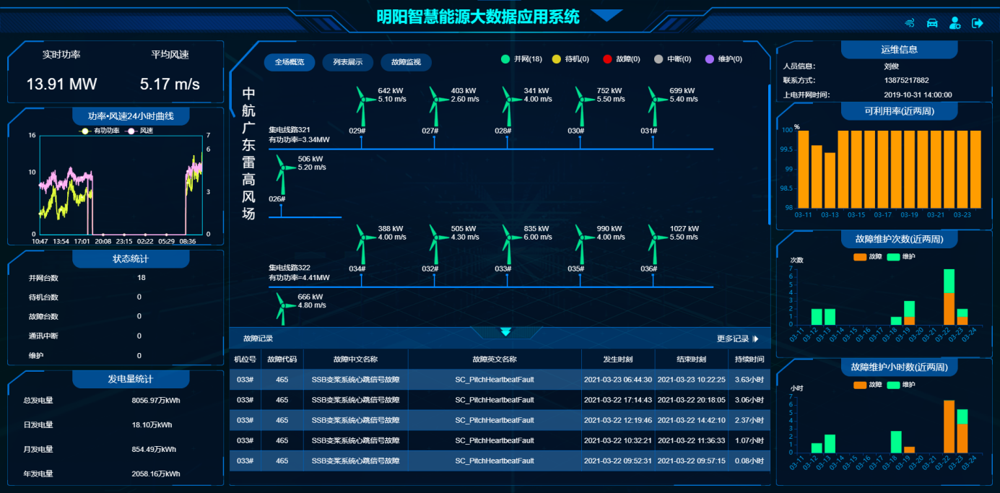 明阳智慧能源大数据应用系统
实时功率 平均风速
13.91 MW 5.17 m/s
功率•风速24小时曲线
有功功率 风速
16 7
6
10
3
0 0
10:47 13:54 17:01 20:08 23:15 02:22 05:29 08:36
状态统计
并网台数 18
待机台数 0
故障台数 0
通讯中断 0
维护 0
发电量统计
总发电量 8056.97万kWh
日发电量 18.10万kWh
月发电量 854.49万kWh
年发电量 2058.16万kWh
全场概览 列表展示 故障监视
并网(18) 待机(0) 故障(0) 中断(0) 维护(0)
中航广东雷高风场
642 kW 403 kW 341 kW 752 kW 699 kW
5.10 m/s 2.60 m/s 4.00 m/s 5.50 m/s 5.40 m/s
集电线路321
有功功率=3.34MW
029# 027# 028# 030# 031#
506 kW
5.20 m/s
026#
388 kW 505 kW 835 kW 990 kW 1027 kW
4.00 m/s 4.30 m/s 6.00 m/s 4.00 m/s 5.50 m/s
集电线路322
有功功率=4.41MW
034# 032# 033# 035# 036#
666 kW
4.80 m/s
故障记录 更多记录
机位号 故障代码 故障中文名称 故障英文名称 发生时刻 结束时刻 持续时间
033# 465 SSB变桨系统心跳信号故障 SC_PitchHeartbeatFault 2021-03-23 06:44:30 2021-03-23 10:22:25 3.63小时
033# 465 SSB变桨系统心跳信号故障 SC_PitchHeartbeatFault 2021-03-22 17:14:43 2021-03-22 20:18:05 3.06小时
033# 465 SSB变桨系统心跳信号故障 SC_PitchHeartbeatFault 2021-03-22 12:19:46 2021-03-22 14:42:10 2.37小时
033# 465 SSB变桨系统心跳信号故障 SC_PitchHeartbeatFault 2021-03-22 10:32:21 2021-03-22 11:36:33 1.07小时
033# 465 SSB变桨系统心跳信号故障 SC_PitchHeartbeatFault 2021-03-22 09:52:31 2021-03-22 09:57:15 0.08小时
运维信息
人员信息: 刘俊
联系方式: 13875217882
上电并网时间: 2019-10-31 14:00:00
可利用率(近两周)
%
100
99.5
99
98.5
98
03-11 03-13 03-15 03-17 03-19 03-21 03-23
故障维护次数(近两周)
次数 故障 维护
7
6
5
4
3
2
1
0
03-11 03-12 03-13 03-14 03-15 03-16 03-17 03-18 03-19 03-20 03-21 03-22 03-23 03-24
故障维护小时数(近两周)
小时 故障 维护
7
6
5
4
3
2
1
0
03-11 03-12 03-13 03-14 03-15 03-16 03-17 03-18 03-19 03-20 03-21 03-22 03-23 03-24